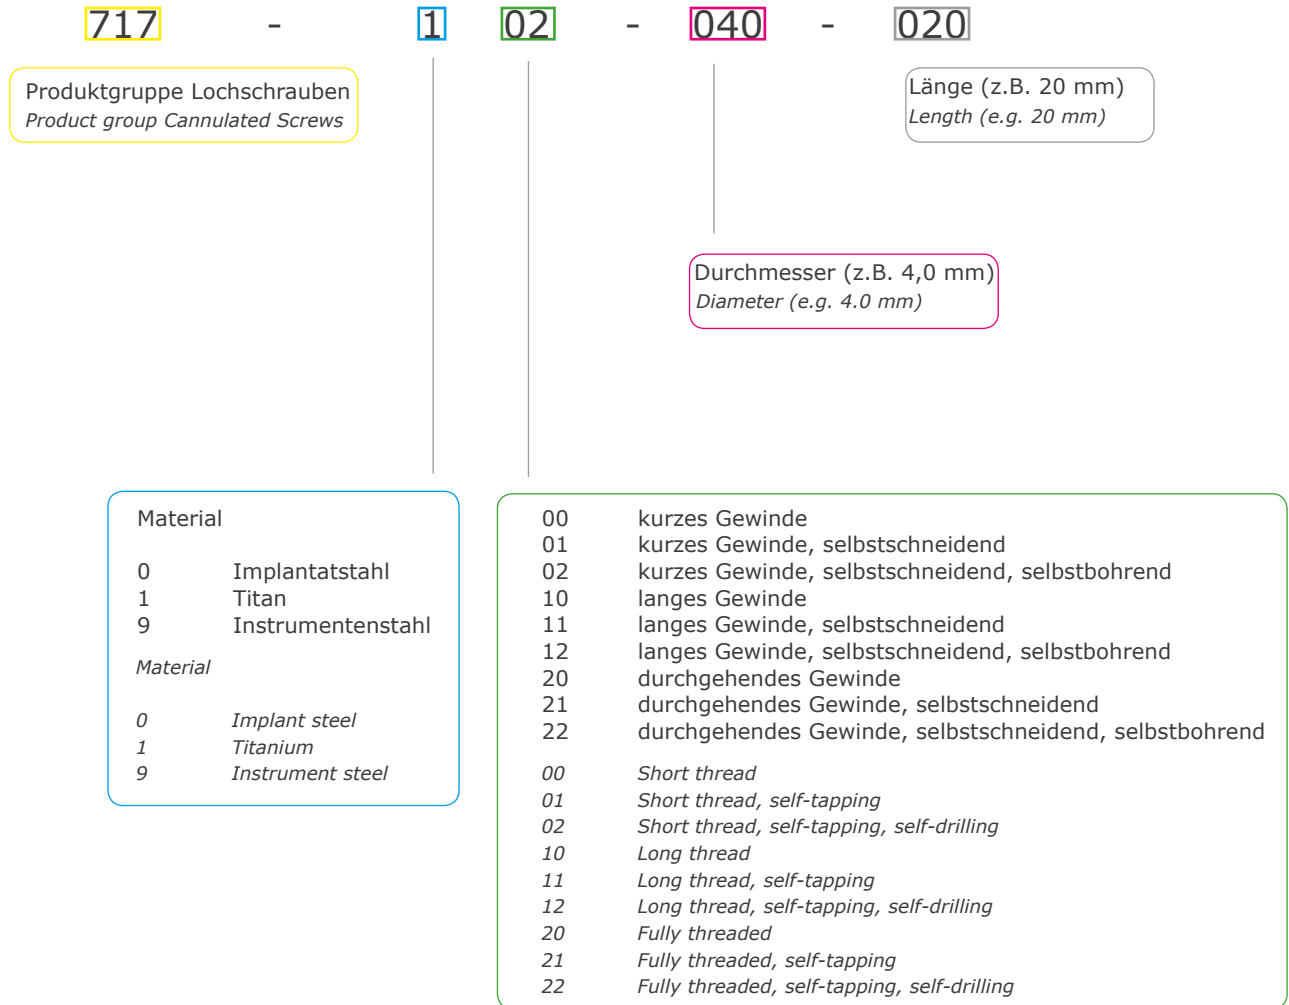 717 - 1 02 - 040 - 020
Produktgruppe Lochschrauben
Product group Cannulated Screws
Länge (z.B. 20 mm)
Length (e.g. 20 mm)
Durchmesser (z.B. 4,0 mm)
Diameter (e.g. 4.0 mm)
Material
0 Implantatstahl
1 Titan
9 Instrumentenstahl
Material
0 Implant steel
1 Titanium
9 Instrument steel
00 kurzes Gewinde
01 kurzes Gewinde, selbstschneidend
02 kurzes Gewinde, selbstschneidend, selbstbohrend
10 langes Gewinde
11 langes Gewinde, selbstschneidend
12 langes Gewinde, selbstschneidend, selbstbohrend
20 durchgehendes Gewinde
21 durchgehendes Gewinde, selbstschneidend
22 durchgehendes Gewinde, selbstschneidend, selbstbohrend
00 Short thread
01 Short thread, self-tapping
02 Short thread, self-tapping, self-drilling
10 Long thread
11 Long thread, self-tapping
12 Long thread, self-tapping, self-drilling
20 Fully threaded
21 Fully threaded, self-tapping
22 Fully threaded, self-tapping, self-drilling